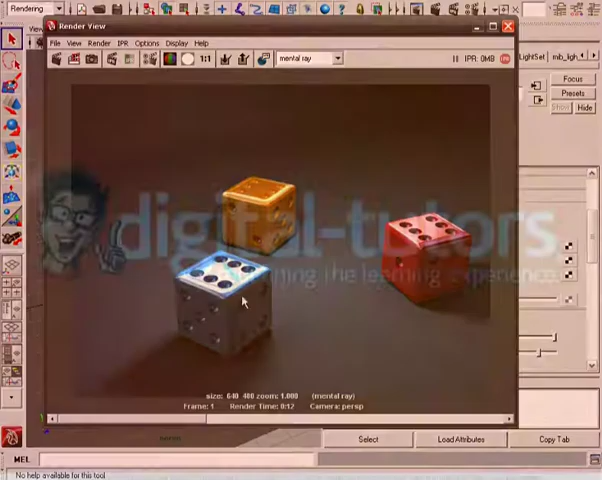 Rendering
Render View
File View Render IPR Options Display Help
1:1 mental ray IPR: 0MB
LightSet
Focus
Presets
Show Hide
digital-tutors.
the learning experience.
size: 640 480 zoom: 1.000 (mental ray)
Frame: 1 Render Time: 0:12 Camera: persp
Select Load Attributes Copy Tab
MEL
No help available for this tool